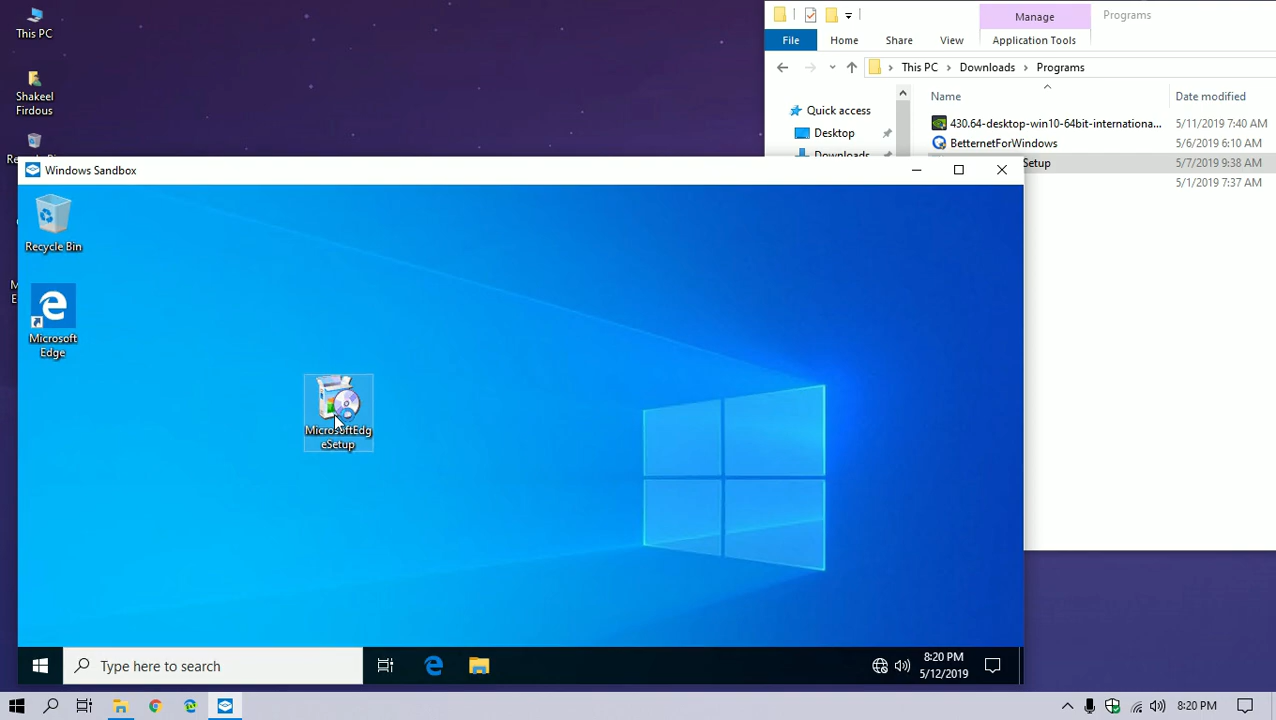 This PC
Shakeel
Firdous
Manage
Programs
File
Home
Share
View
Application Tools
This PC
Downloads
Programs
Name
Date modified
Quick access
Desktop
Downloads
430.64-desktop-win10-64bit-internationa...
5/11/2019 7:40 AM
BetternetForWindows
5/6/2019 6:10 AM
Setup
5/7/2019 9:38 AM
5/1/2019 7:37 AM
Windows Sandbox
Recycle Bin
Microsoft
Edge
MicrosoftEdg
eSetup
Type here to search
8:20 PM
5/12/2019
8:20 PM